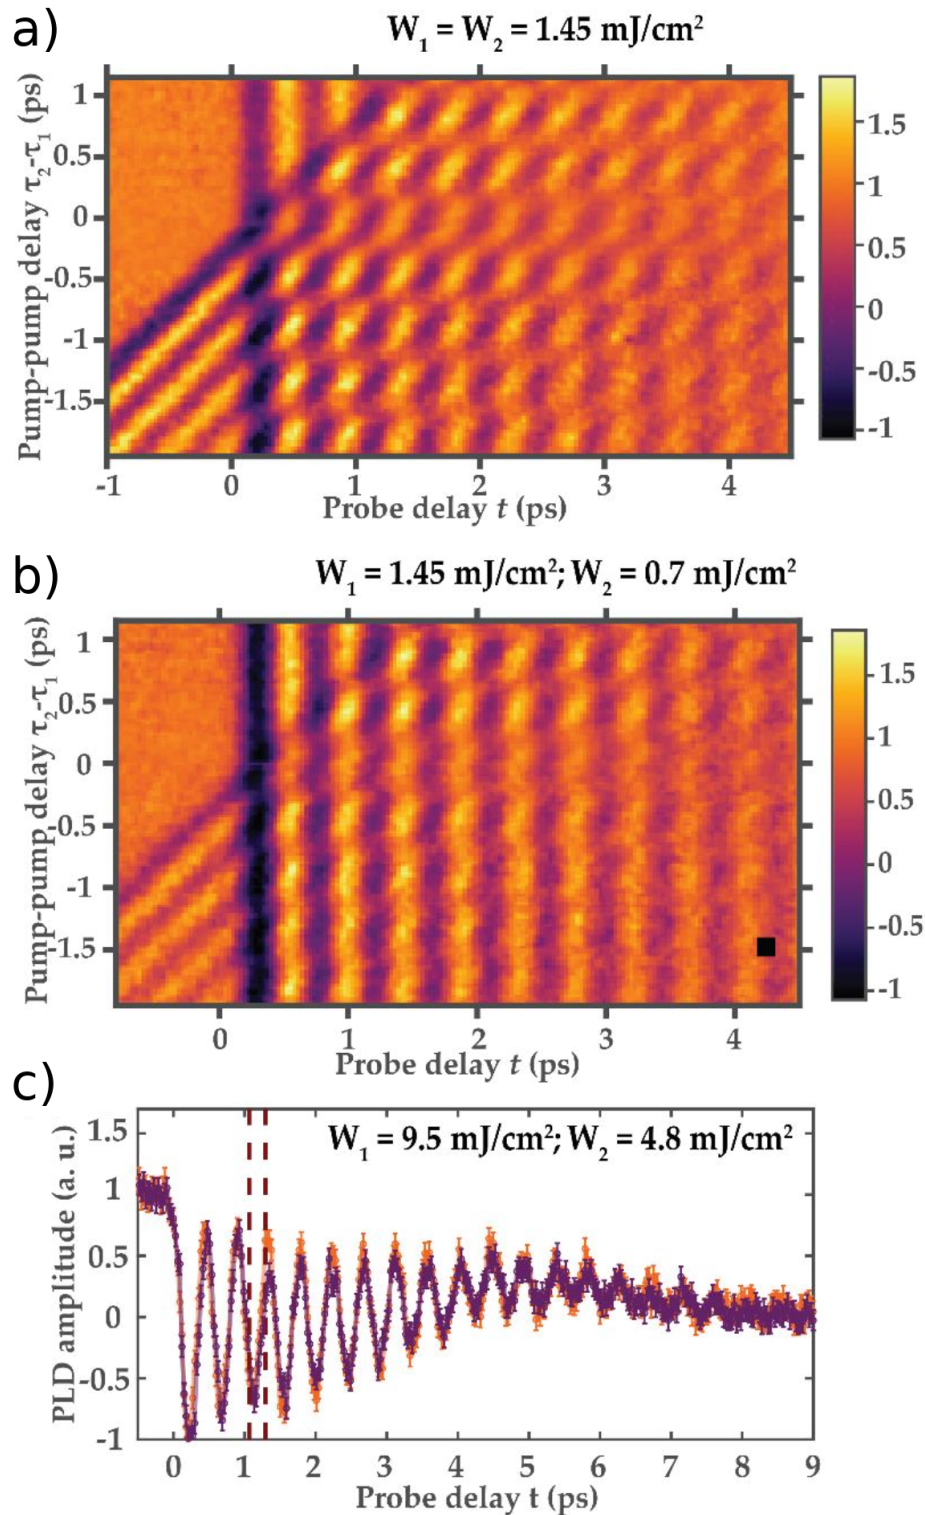 a)
W₁ = W₂ = 1.45 mJ/cm²
Pump-pump delay τ₂-τ₁ (ps)
1
0.5
0
-0.5
-1
-1.5
1.5
1
0.5
0
-0.5
-1
-1 0 1 2 3 4
Probe delay t (ps)
b)
W₁ = 1.45 mJ/cm²; W₂ = 0.7 mJ/cm²
Pump-pump delay τ₂-τ₁ (ps)
1
0.5
0
-0.5
-1
-1.5
1.5
1
0.5
0
-0.5
-1
0 1 2 3 4
Probe delay t (ps)
c)
W₁ = 9.5 mJ/cm²; W₂ = 4.8 mJ/cm²
PLD amplitude (a. u.)
1.5
1
0.5
0
-0.5
-1
0 1 2 3 4 5 6 7 8 9
Probe delay t (ps)